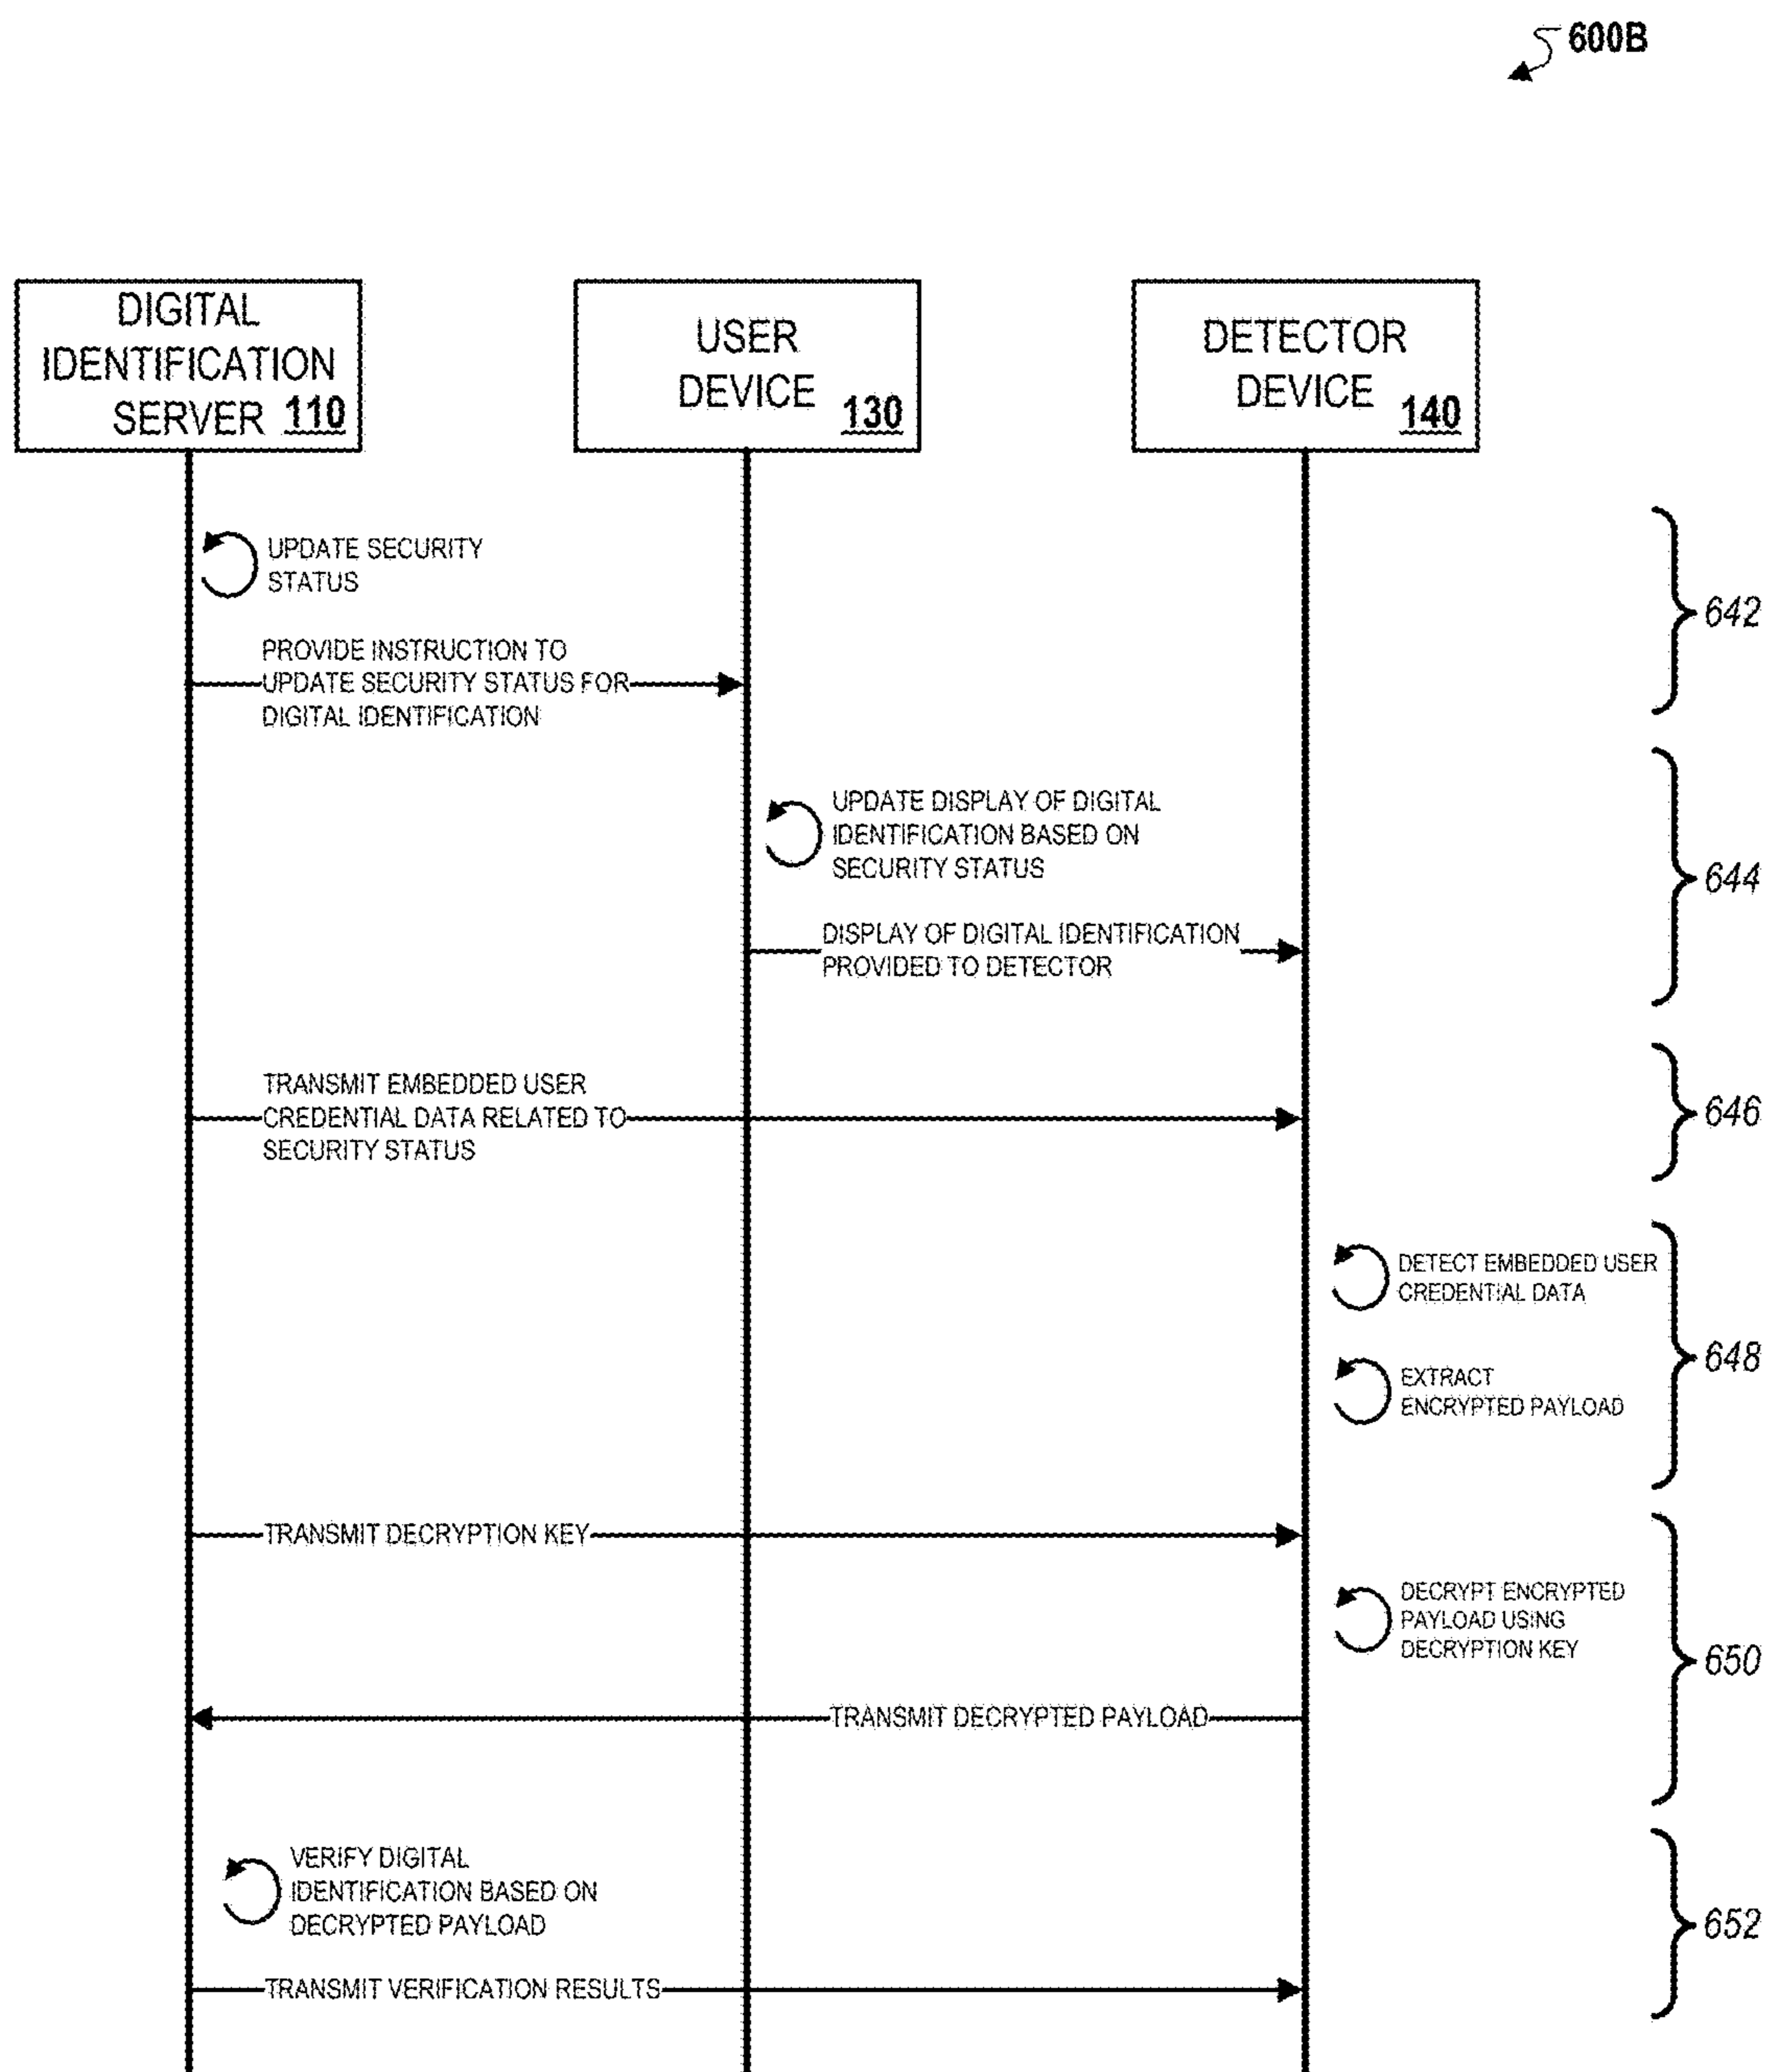 600B
DIGITAL
IDENTIFICATION
SERVER 110
USER
DEVICE 130
DETECTOR
DEVICE 140
UPDATE SECURITY
STATUS
PROVIDE INSTRUCTION TO
UPDATE SECURITY STATUS FOR
DIGITAL IDENTIFICATION
642
UPDATE DISPLAY OF DIGITAL
IDENTIFICATION BASED ON
SECURITY STATUS
DISPLAY OF DIGITAL IDENTIFICATION
PROVIDED TO DETECTOR
644
TRANSMIT EMBEDDED USER
CREDENTIAL DATA RELATED TO
SECURITY STATUS
646
DETECT EMBEDDED USER
CREDENTIAL DATA
EXTRACT
ENCRYPTED PAYLOAD
648
TRANSMIT DECRYPTION KEY
DECRYPT ENCRYPTED
PAYLOAD USING
DECRYPTION KEY
TRANSMIT DECRYPTED PAYLOAD
650
VERIFY DIGITAL
IDENTIFICATION BASED ON
DECRYPTED PAYLOAD
TRANSMIT VERIFICATION RESULTS
652